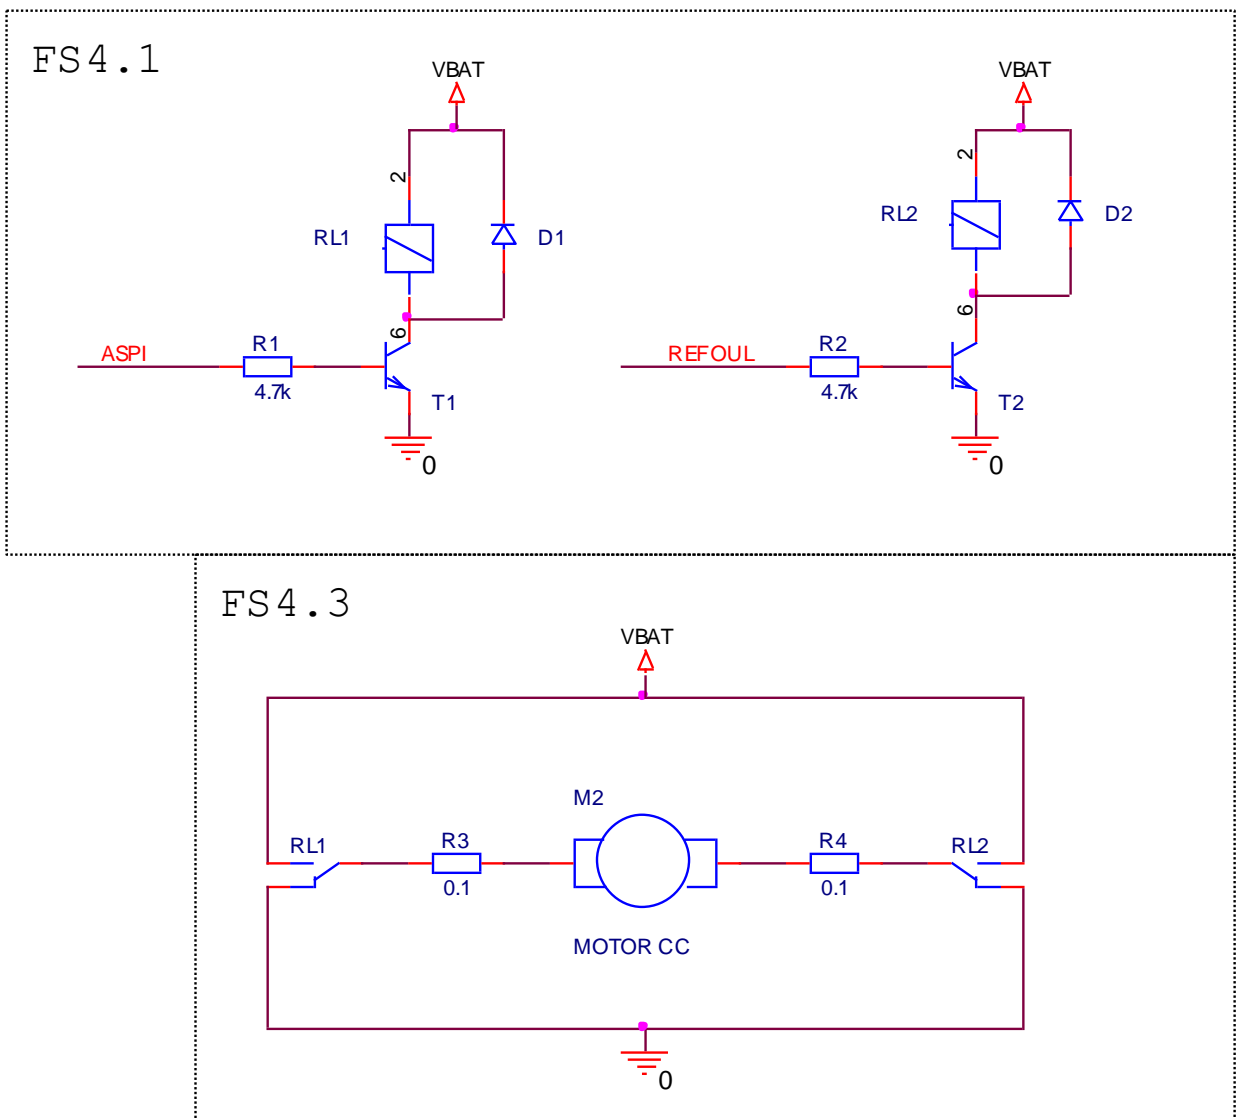 FS4.1
VBAT
VBAT
2
2
RL1
D1
RL2
D2
6
6
ASPI
R1
4.7k
T1
REFOUL
R2
4.7k
T2
0
0
FS4.3
VBAT
M2
RL1
R3
0.1
R4
0.1
RL2
MOTOR CC
0